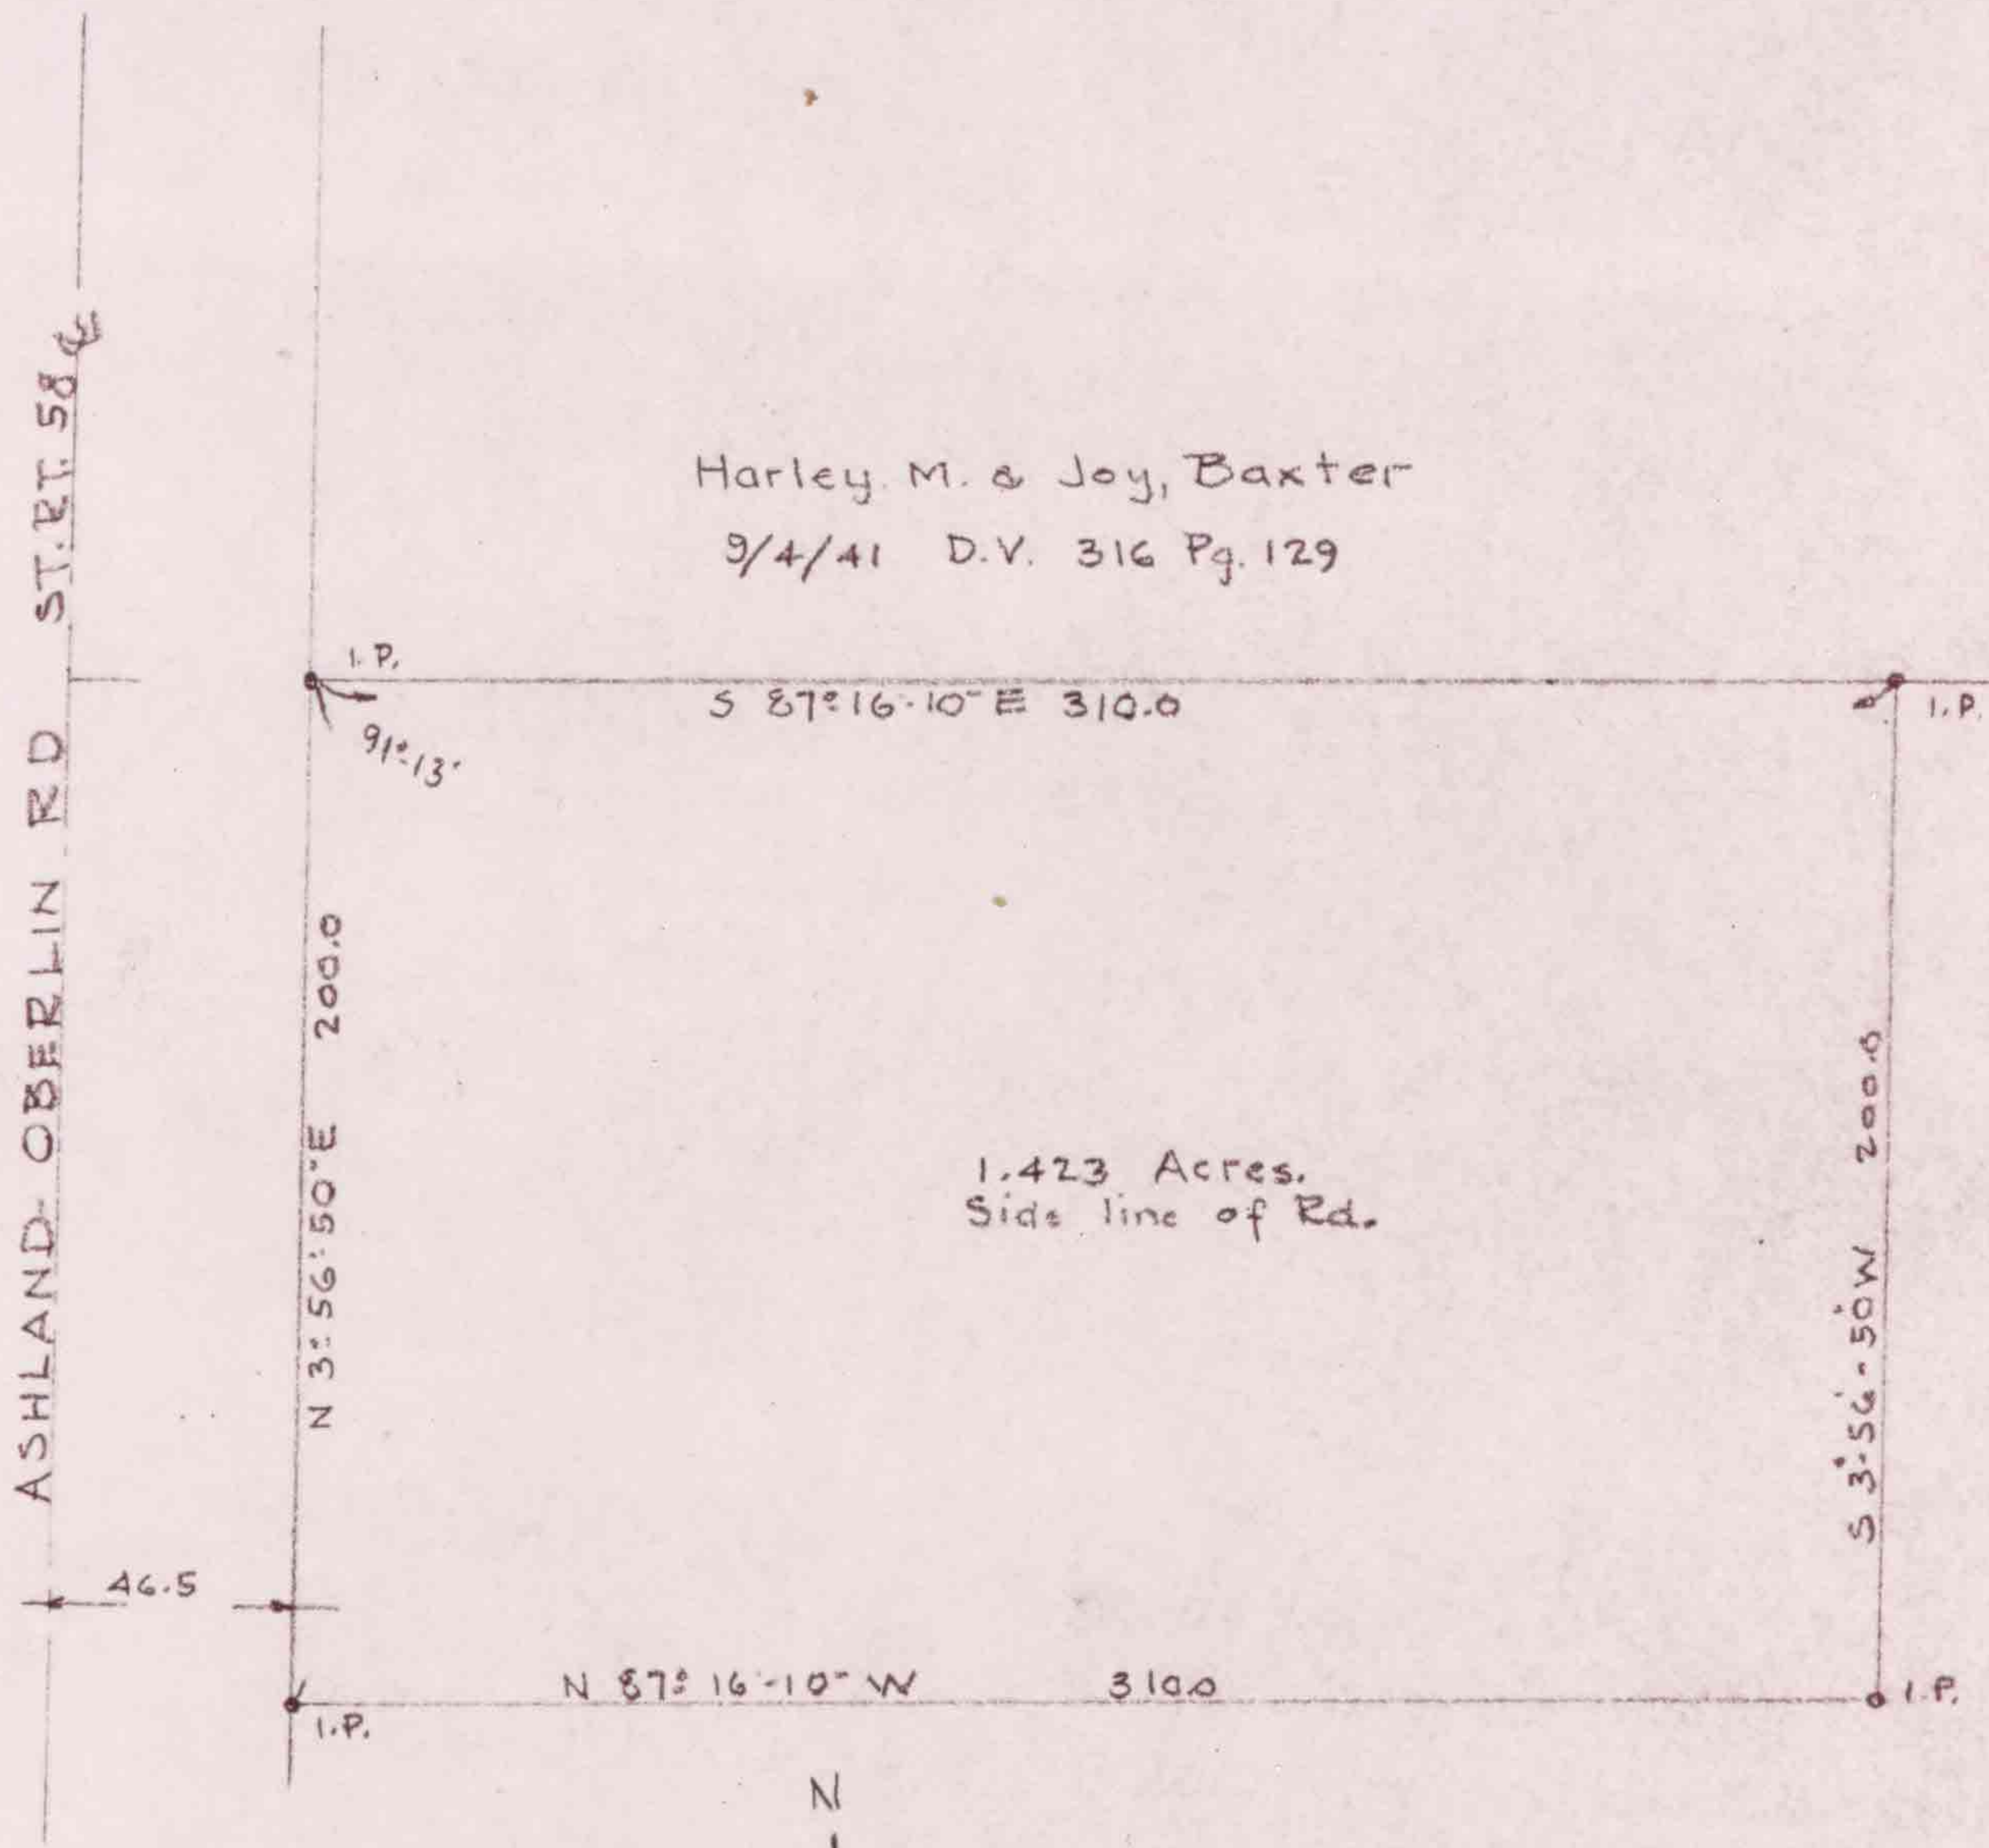 ST. RT. 58 ℄
Harley M. & Joy, Baxter
9/4/41 D.V. 316 Pg. 129
I.P.
S 87°-16'-10" E 310.0
I.P.
91°-13'
ASHLAND-OBERLIN RD
N 3°-56'-50" E 200.0
1.423 Acres.
Side line of Rd.
S 3°-56'-50" W 200.0
46.5
N 87°-16'-10" W 310.0
I.P.
I.P.
N